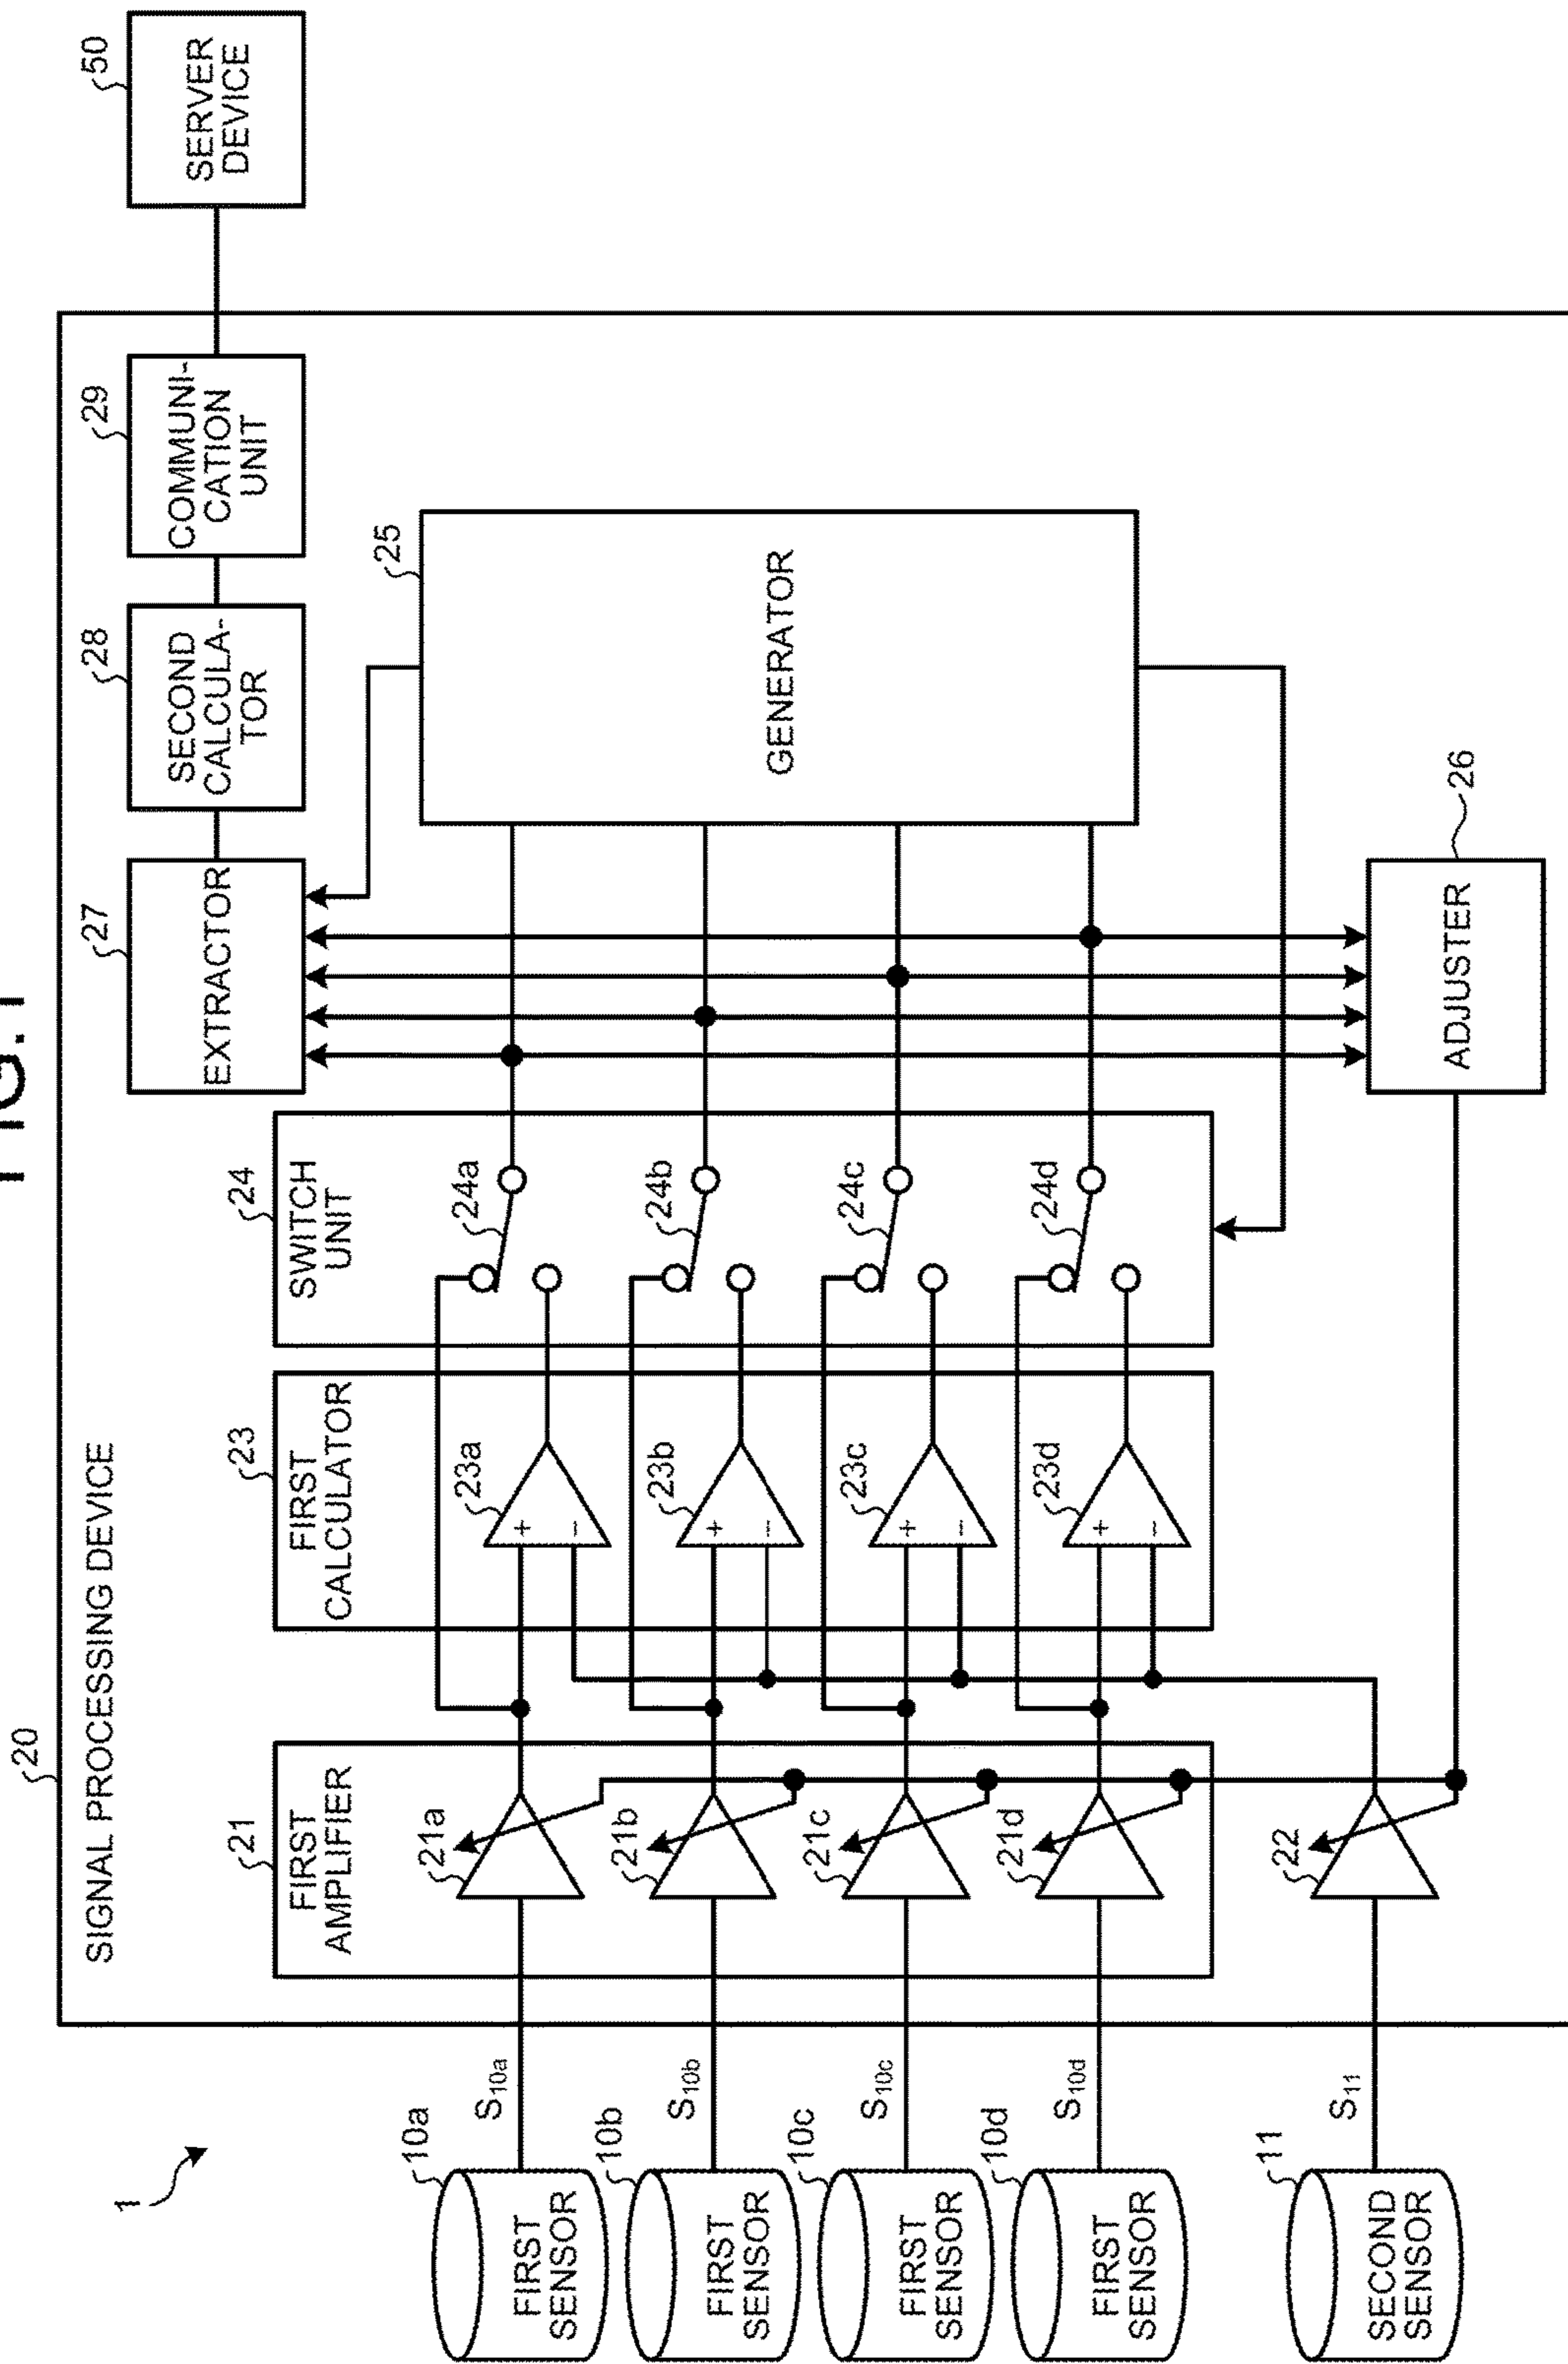 FIG.1
20
SIGNAL PROCESSING DEVICE
1
10a
FIRST
SENSOR
S10a
10b
FIRST
SENSOR
S10b
10c
FIRST
SENSOR
S10c
10d
FIRST
SENSOR
S10d
11
SECOND
SENSOR
S11
21
FIRST
AMPLIFIER
21a
21b
21c
21d
22
23
FIRST
CALCULATOR
23a
+
−
23b
+
−
23c
+
−
23d
+
−
24
SWITCH
UNIT
24a
24b
24c
24d
25
GENERATOR
26
ADJUSTER
27
EXTRACTOR
28
SECOND
CALCULA-
TOR
29
COMMUNI-
CATION
UNIT
50
SERVER
DEVICE